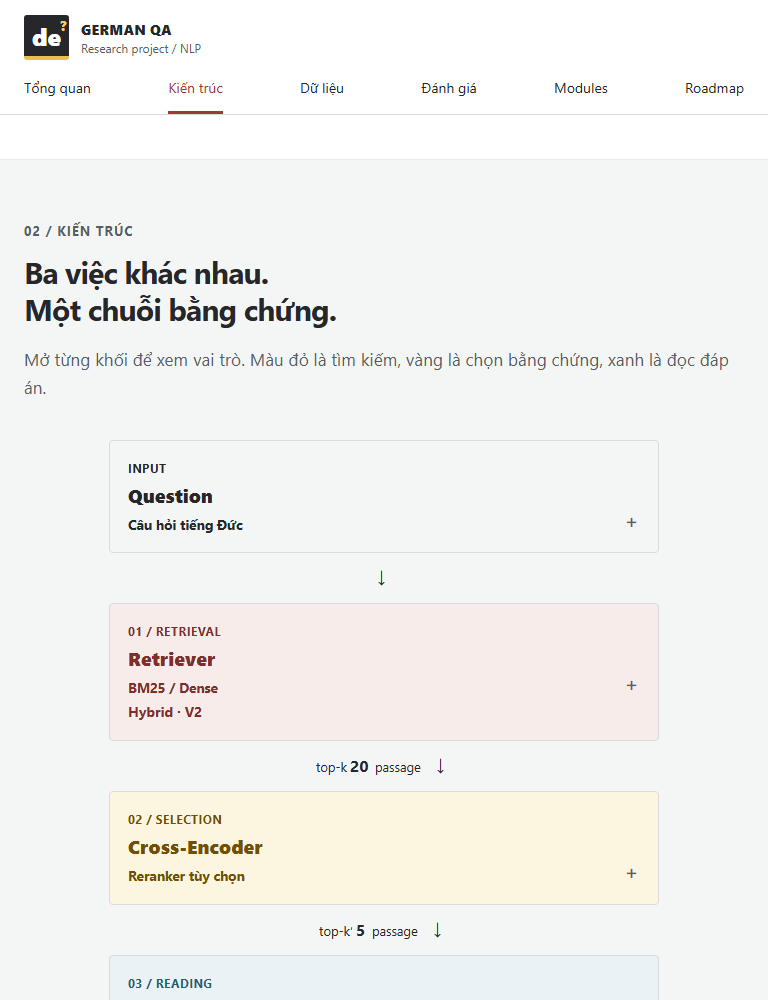 de?
GERMAN QA
Research project / NLP
Tổng quan
Kiến trúc
Dữ liệu
Đánh giá
Modules
Roadmap
02 / KIẾN TRÚC
Ba việc khác nhau.
Một chuỗi bằng chứng.
Mở từng khối để xem vai trò. Màu đỏ là tìm kiếm, vàng là chọn bằng chứng, xanh là đọc đáp
án.
INPUT
Question
Câu hỏi tiếng Đức
+
↓
01 / RETRIEVAL
Retriever
BM25 / Dense
Hybrid · V2
+
top-k 20 passage ↓
02 / SELECTION
Cross-Encoder
Reranker tùy chọn
+
top-k' 5 passage ↓
03 / READING